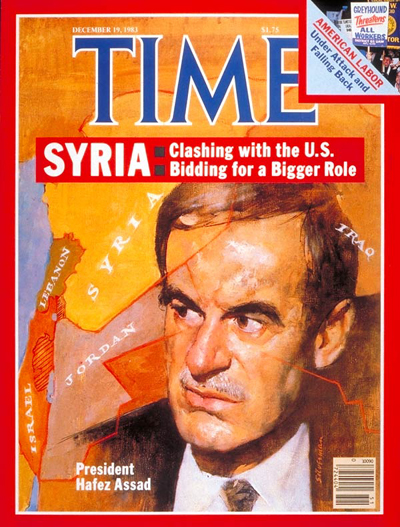 DECEMBER 19, 1983
$1.75
TIME
GREYHOUND
Threatens
ALL
WORKERS
AMERICAN LABOR
Under Attack and
Falling Back
SYRIA:
Clashing with the U.S.
Bidding for a Bigger Role
SYRIA
IRAQ
LEBANON
JORDAN
ISRAEL
President
Hafez Assad